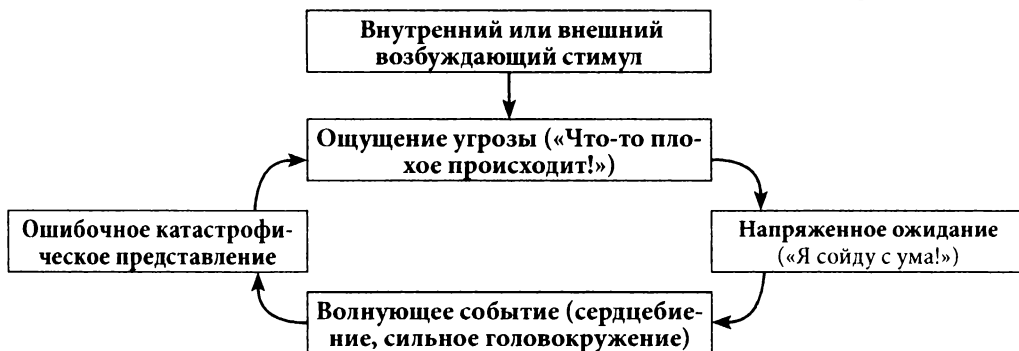 Внутренний или внешний
возбуждающий стимул
Ощущение угрозы («Что-то пло-
хое происходит!»)
Ошибочное катастрофи-
ческое представление
Напряженное ожидание
(«Я сойду с ума!»)
Волнующее событие (сердцебие-
ние, сильное головокружение)